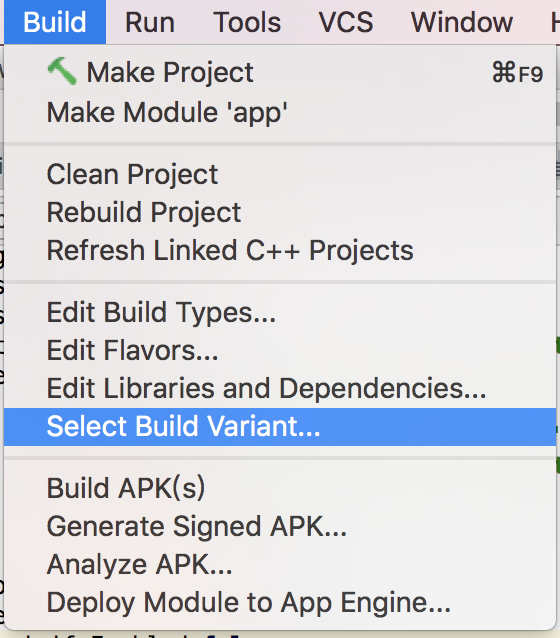 Build Run Tools VCS Window
Make Project ⌘F9
Make Module 'app'
Clean Project
Rebuild Project
Refresh Linked C++ Projects
Edit Build Types...
Edit Flavors...
Edit Libraries and Dependencies...
Select Build Variant...
Build APK(s)
Generate Signed APK...
Analyze APK...
Deploy Module to App Engine...